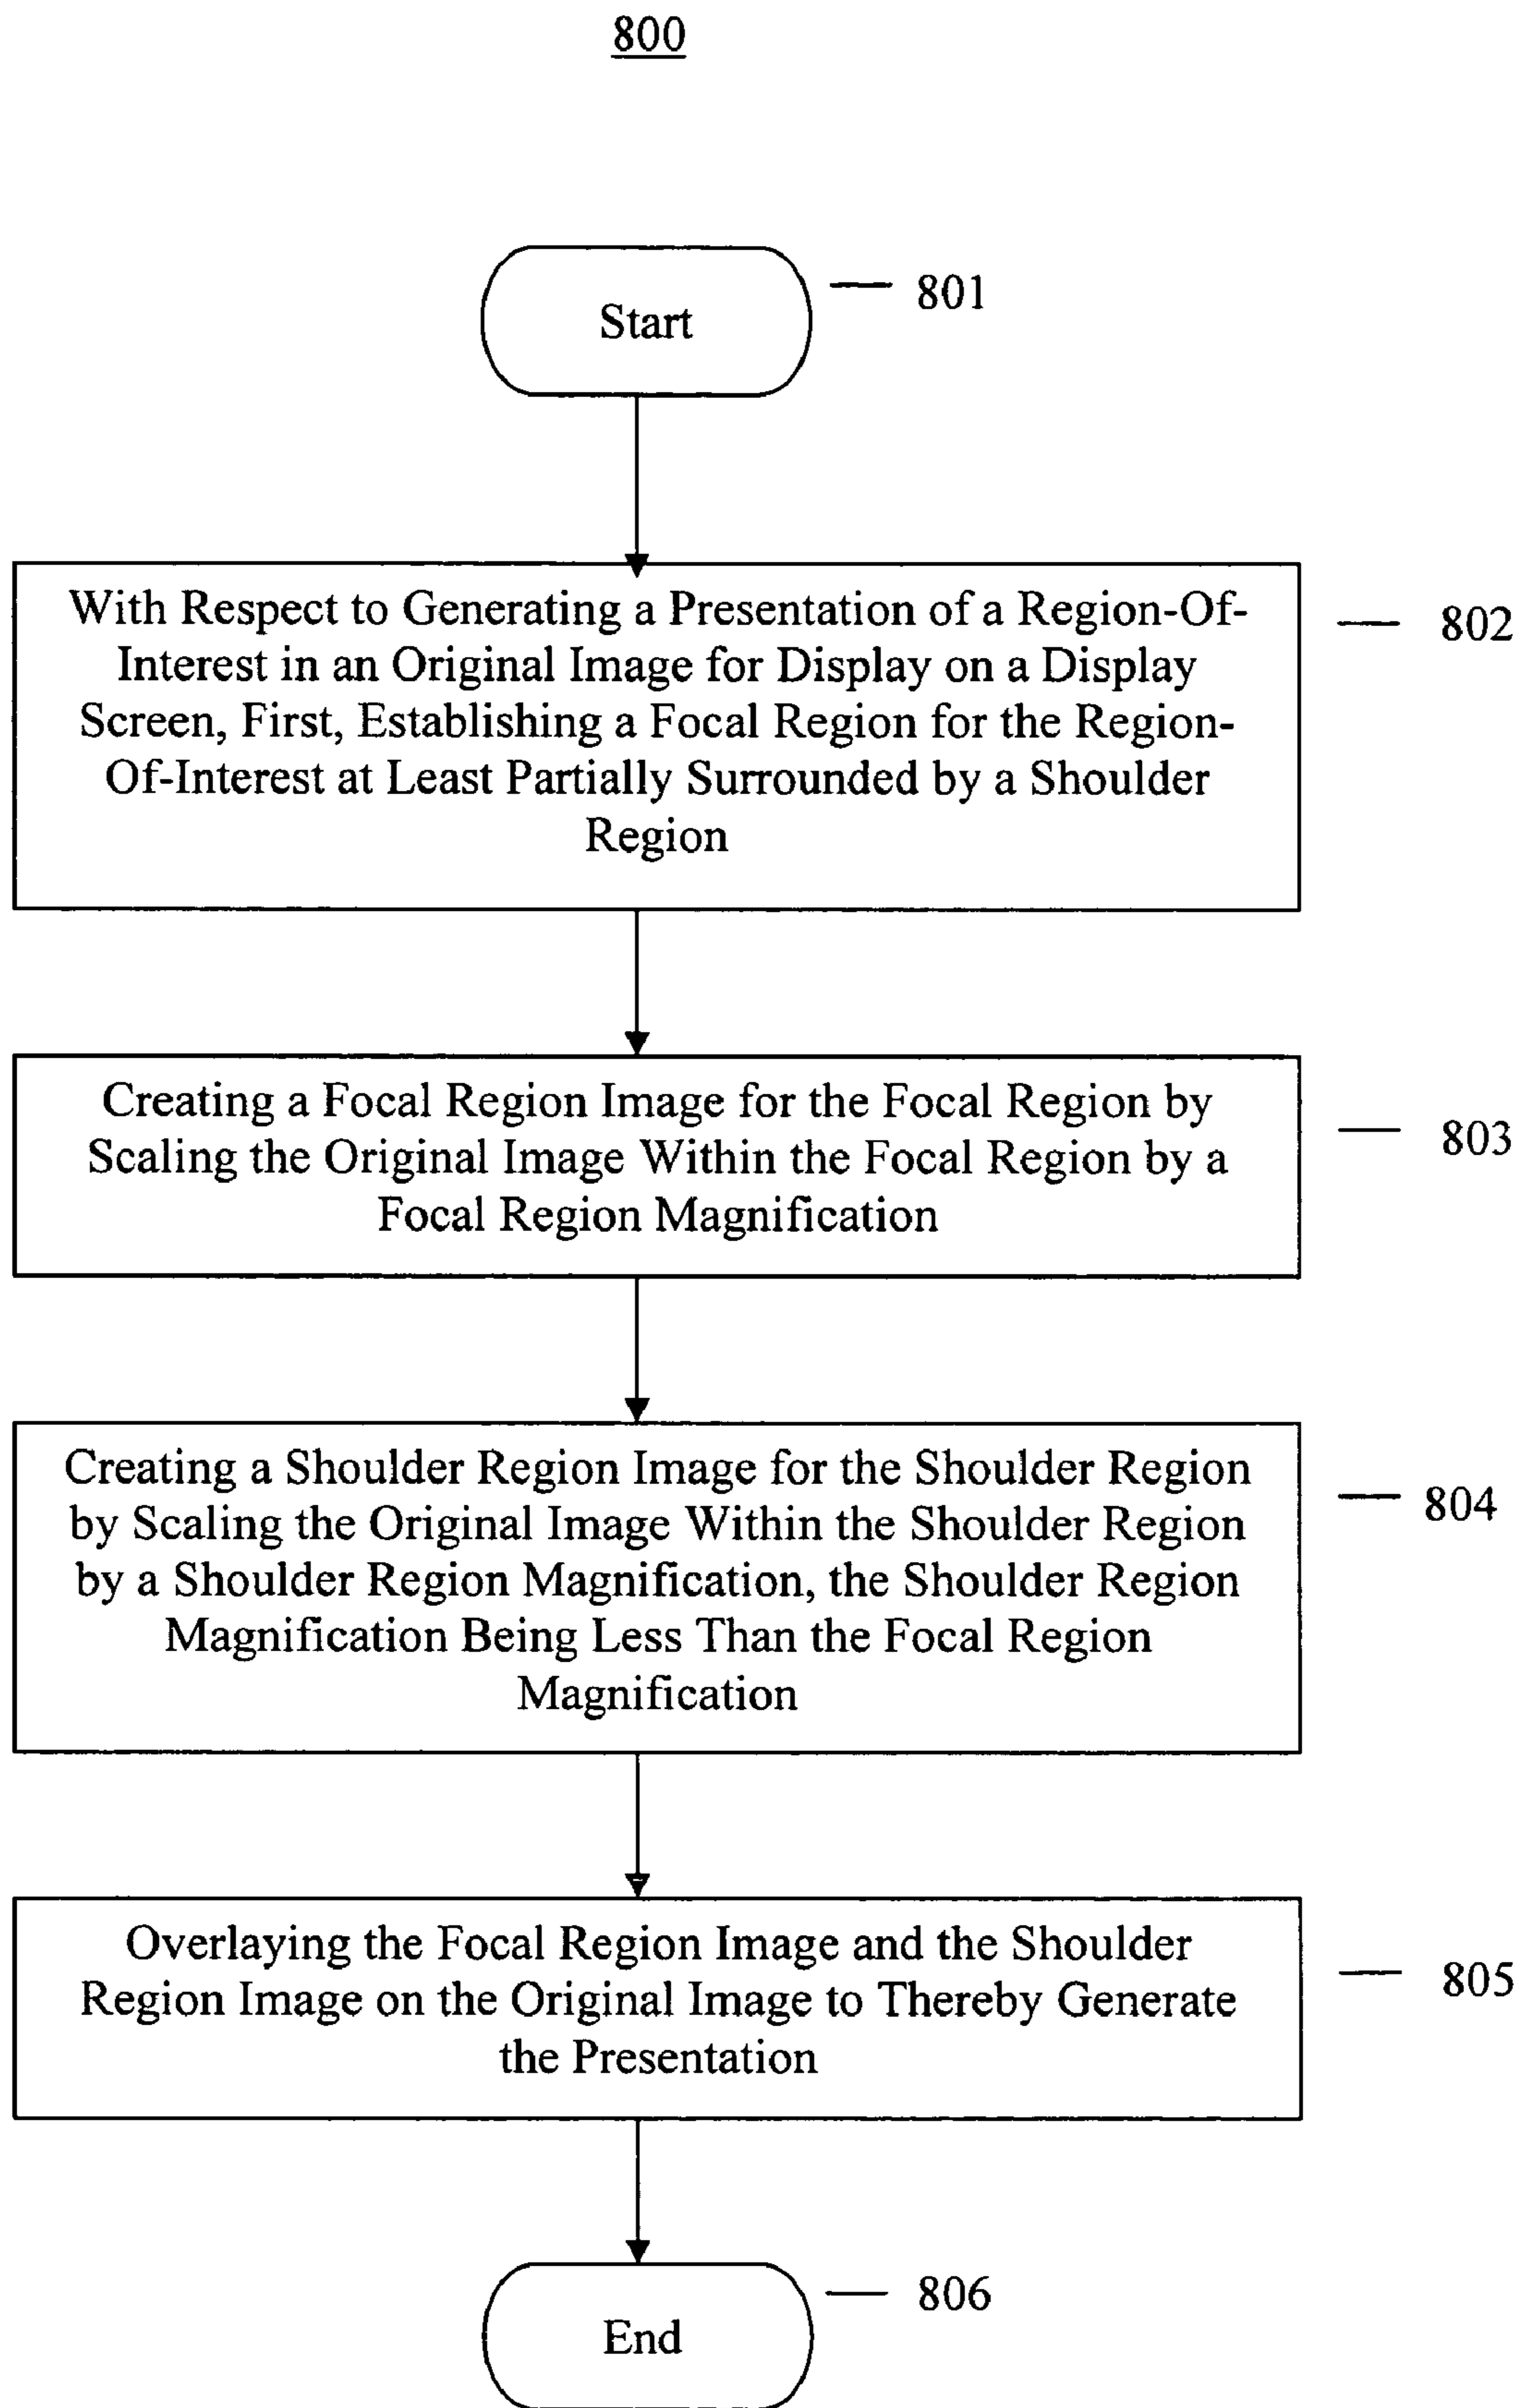 800
Start
801
With Respect to Generating a Presentation of a Region-Of-
Interest in an Original Image for Display on a Display
Screen, First, Establishing a Focal Region for the Region-
Of-Interest at Least Partially Surrounded by a Shoulder
Region
802
Creating a Focal Region Image for the Focal Region by
Scaling the Original Image Within the Focal Region by a
Focal Region Magnification
803
Creating a Shoulder Region Image for the Shoulder Region
by Scaling the Original Image Within the Shoulder Region
by a Shoulder Region Magnification, the Shoulder Region
Magnification Being Less Than the Focal Region
Magnification
804
Overlaying the Focal Region Image and the Shoulder
Region Image on the Original Image to Thereby Generate
the Presentation
805
End
806